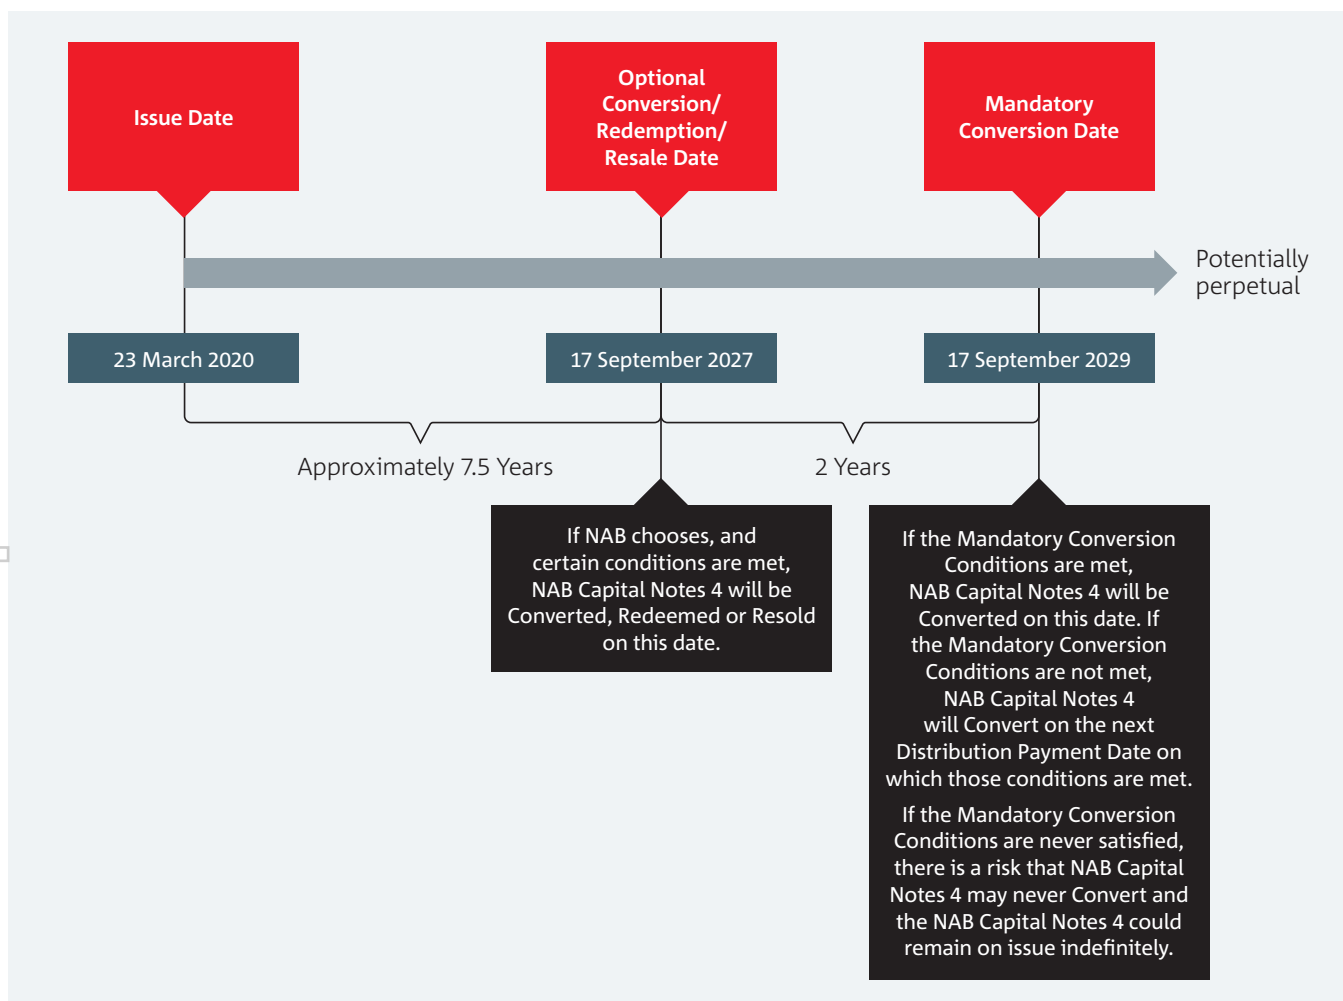 Issue Date
Optional
Conversion/
Redemption/
Resale Date
Mandatory
Conversion Date
Potentially
perpetual
23 March 2020
17 September 2027
17 September 2029
Approximately 7.5 Years
2 Years
If NAB chooses, and
certain conditions are met,
NAB Capital Notes 4 will be
Converted, Redeemed or Resold
on this date.
If the Mandatory Conversion
Conditions are met,
NAB Capital Notes 4 will be
Converted on this date. If
the Mandatory Conversion
Conditions are not met,
NAB Capital Notes 4
will Convert on the next
Distribution Payment Date on
which those conditions are met.
If the Mandatory Conversion
Conditions are never satisfied,
there is a risk that NAB Capital
Notes 4 may never Convert and
the NAB Capital Notes 4 could
remain on issue indefinitely.